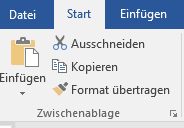 Datei Start Einfügen
Ausschneiden
Kopieren
Einfügen
Format übertragen
Zwischenablage